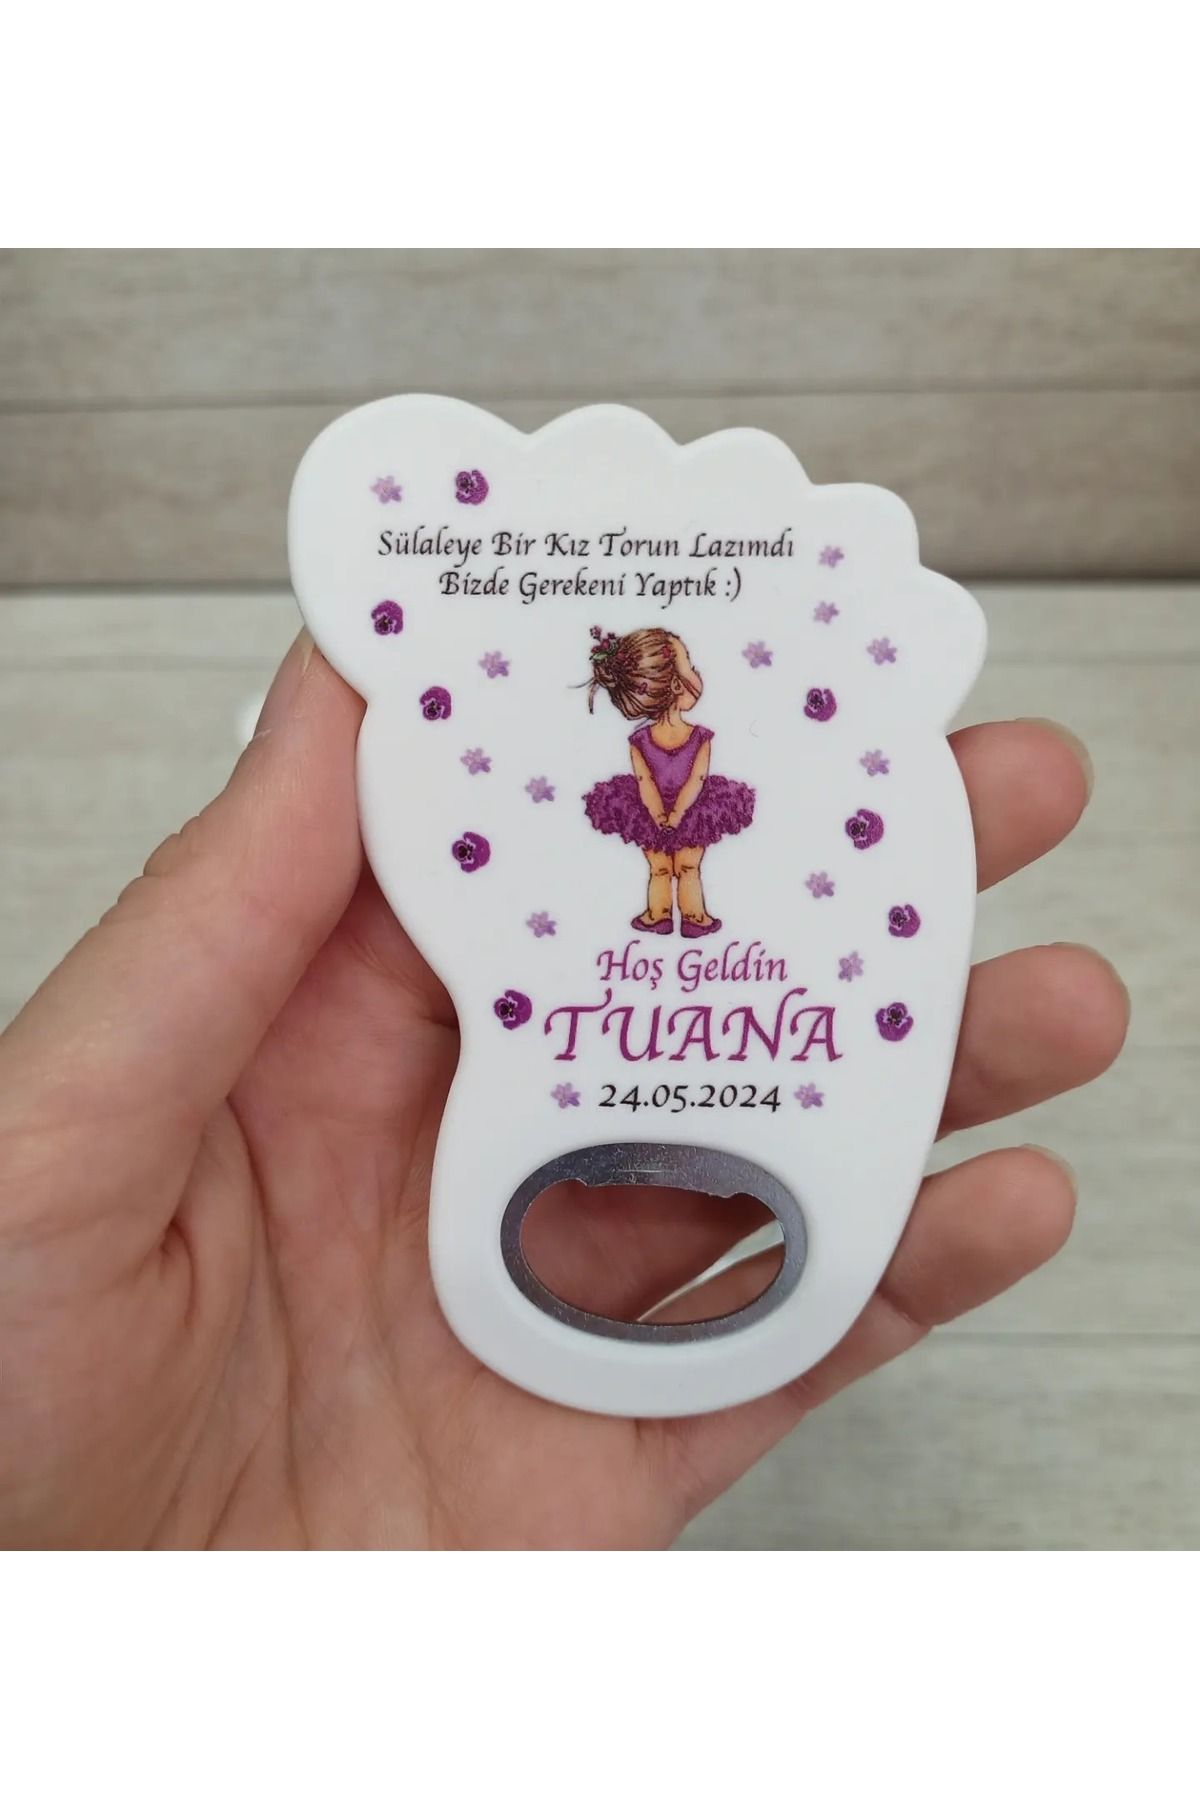 Sülaleye Bir Kız Torun Lazımdı
Bizde Gerekeni Yaptık :)
Hoş Geldin
TUANA
24.05.2024